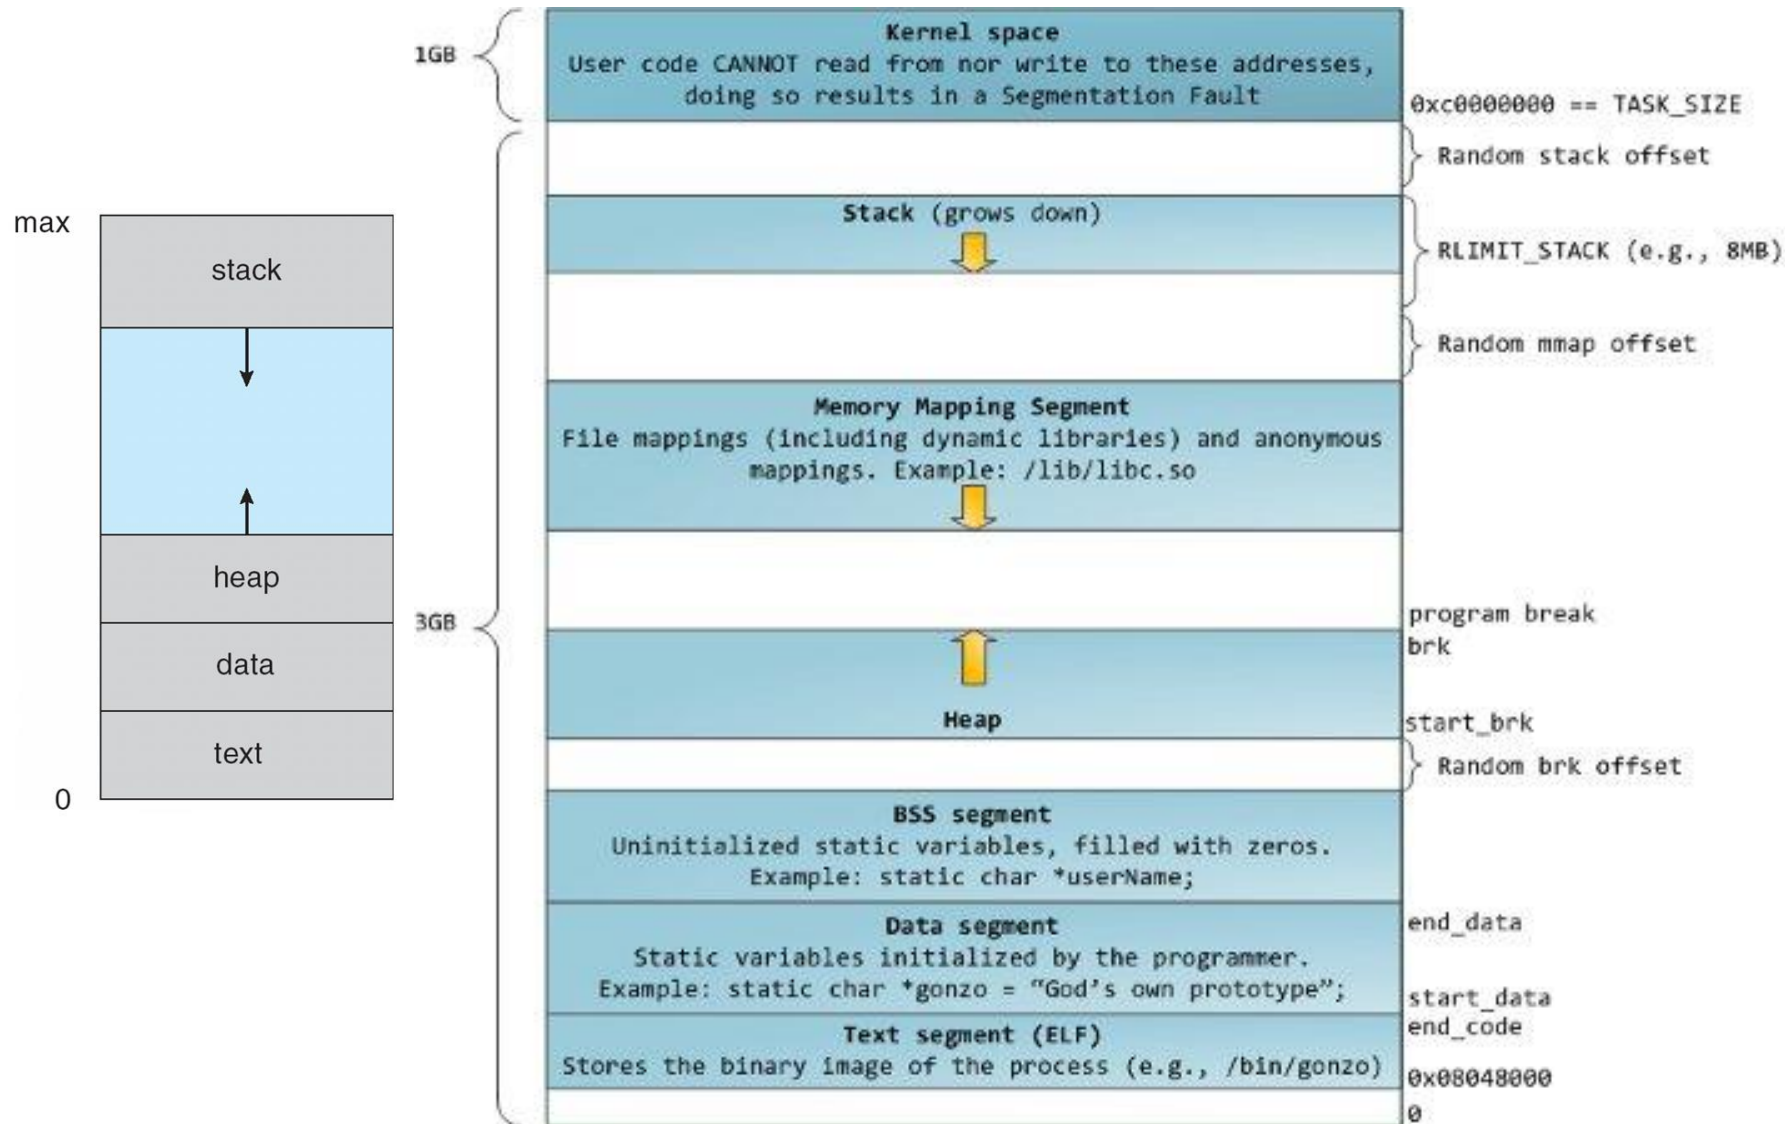 max
stack
heap
data
text
0
1GB
3GB
Kernel space
User code CANNOT read from nor write to these addresses,
doing so results in a Segmentation Fault
0xc0000000 == TASK_SIZE
Random stack offset
Stack (grows down)
RLIMIT_STACK (e.g., 8MB)
Random mmap offset
Memory Mapping Segment
File mappings (including dynamic libraries) and anonymous
mappings. Example: /lib/libc.so
program break
brk
Heap
start_brk
Random brk offset
BSS segment
Uninitialized static variables, filled with zeros.
Example: static char *userName;
Data segment
Static variables initialized by the programmer.
Example: static char *gonzo = “God’s own prototype”;
end_data
start_data
end_code
Text segment (ELF)
Stores the binary image of the process (e.g., /bin/gonzo)
0x08048000
0